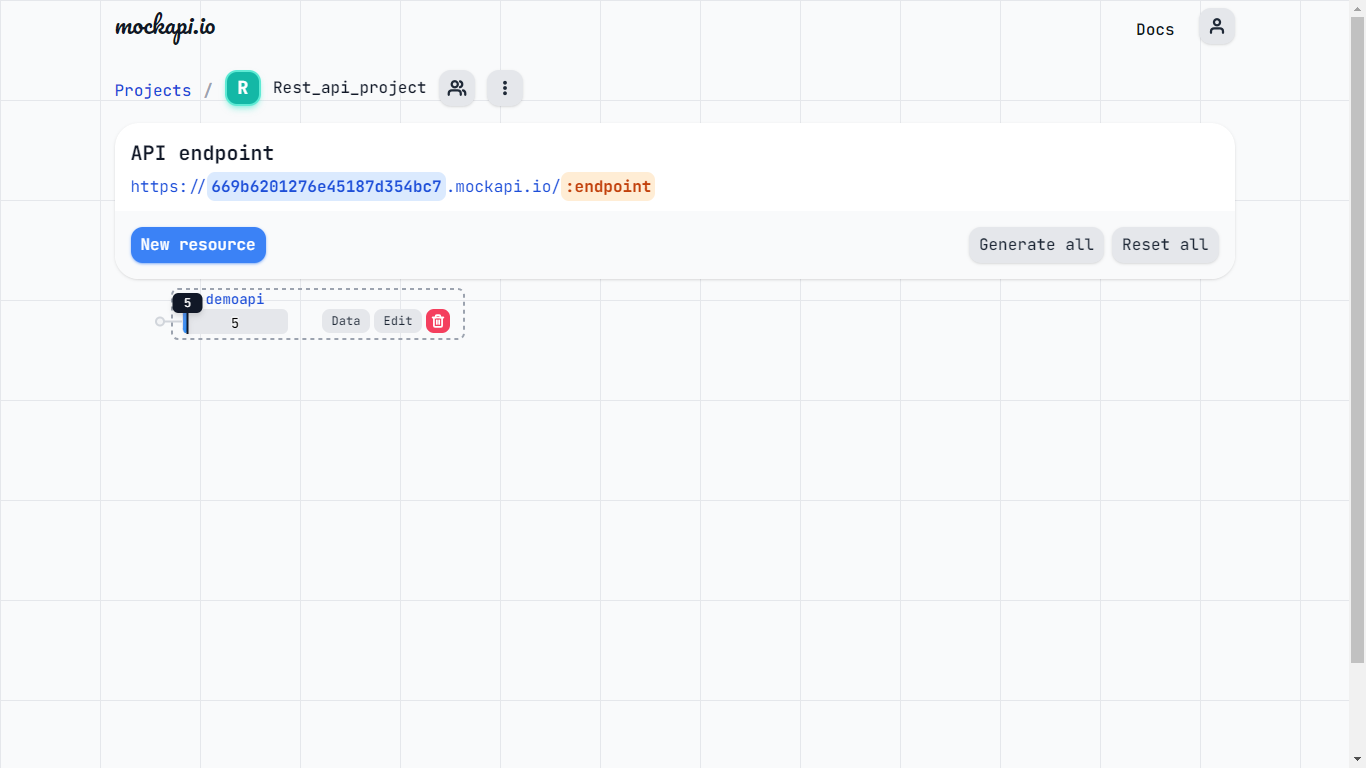 mockapi.io
Docs
Projects / R Rest_api_project
API endpoint
https://669b6201276e45187d354bc7.mockapi.io/:endpoint
New resource Generate all Reset all
5 demoapi
5 Data Edit